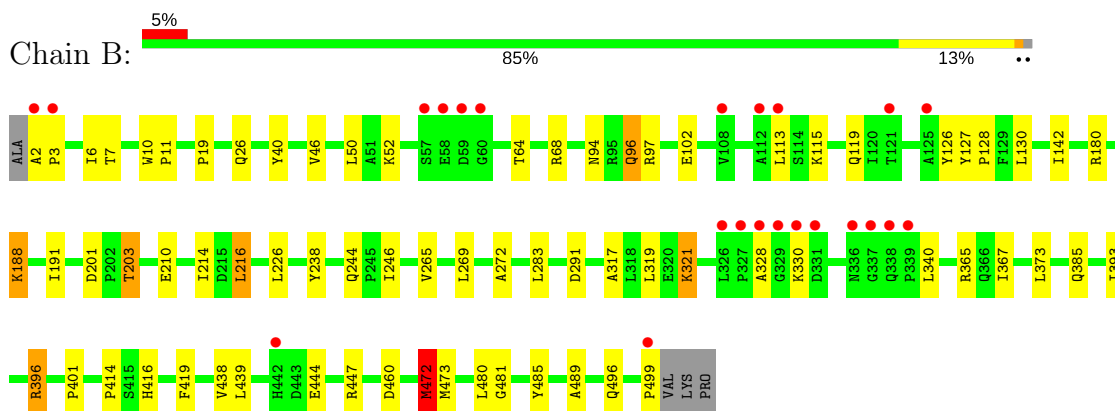 5%
Chain B:
85% 13% ••
ALA A2 P3 I6 T7 W10 P11 P19 Q26 Y40 V46 L50 A51 K52 S57 E58 D59 G60 T64 R68 N94 R95 Q96 R97 E102 V108 A112 L113 S114 K115 Q119 I120 T121 A125 Y126 Y127 P128 F129 L130 I142 R180
K188 I191 D201 P202 T203 E210 I214 D215 L216 L226 Y238 Q244 P245 I246 V265 L269 A272 L283 D291 A317 L318 L319 E320 K321 L326 P327 A328 G329 K330 D331 N336 G337 Q338 P339 L340 R365 Q366 I367 L373 Q385 I393
R396 P401 P414 S415 H416 F419 V438 L439 H442 D443 E444 R447 D460 M472 M473 L480 G481 Y485 A489 Q496 P499 VAL LYS PRO